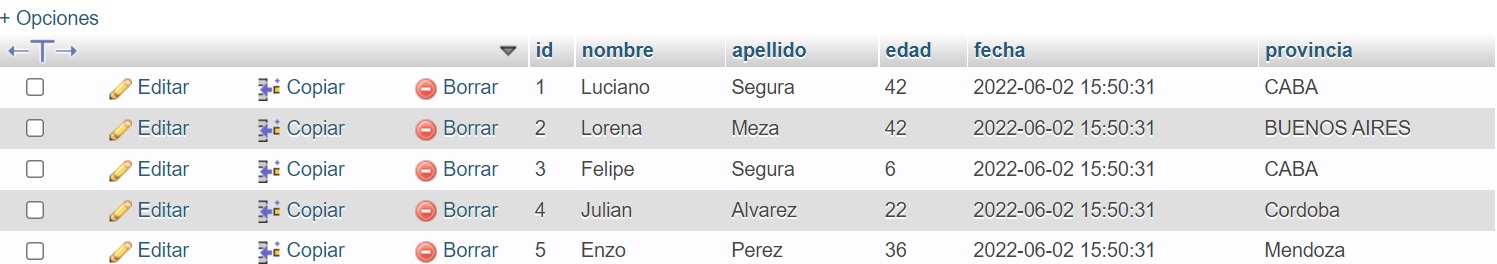 + Opciones
←T→ id nombre apellido edad fecha provincia
Editar Copiar Borrar 1 Luciano Segura 42 2022-06-02 15:50:31 CABA
Editar Copiar Borrar 2 Lorena Meza 42 2022-06-02 15:50:31 BUENOS AIRES
Editar Copiar Borrar 3 Felipe Segura 6 2022-06-02 15:50:31 CABA
Editar Copiar Borrar 4 Julian Alvarez 22 2022-06-02 15:50:31 Cordoba
Editar Copiar Borrar 5 Enzo Perez 36 2022-06-02 15:50:31 Mendoza